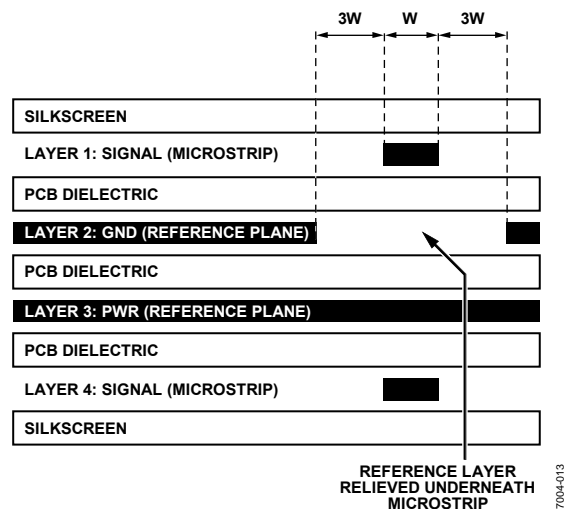 3W W 3W
SILKSCREEN
LAYER 1: SIGNAL (MICROSTRIP)
PCB DIELECTRIC
LAYER 2: GND (REFERENCE PLANE)
PCB DIELECTRIC
LAYER 3: PWR (REFERENCE PLANE)
PCB DIELECTRIC
LAYER 4: SIGNAL (MICROSTRIP)
SILKSCREEN
REFERENCE LAYER
RELIEVED UNDERNEATH
MICROSTRIP
7004-013